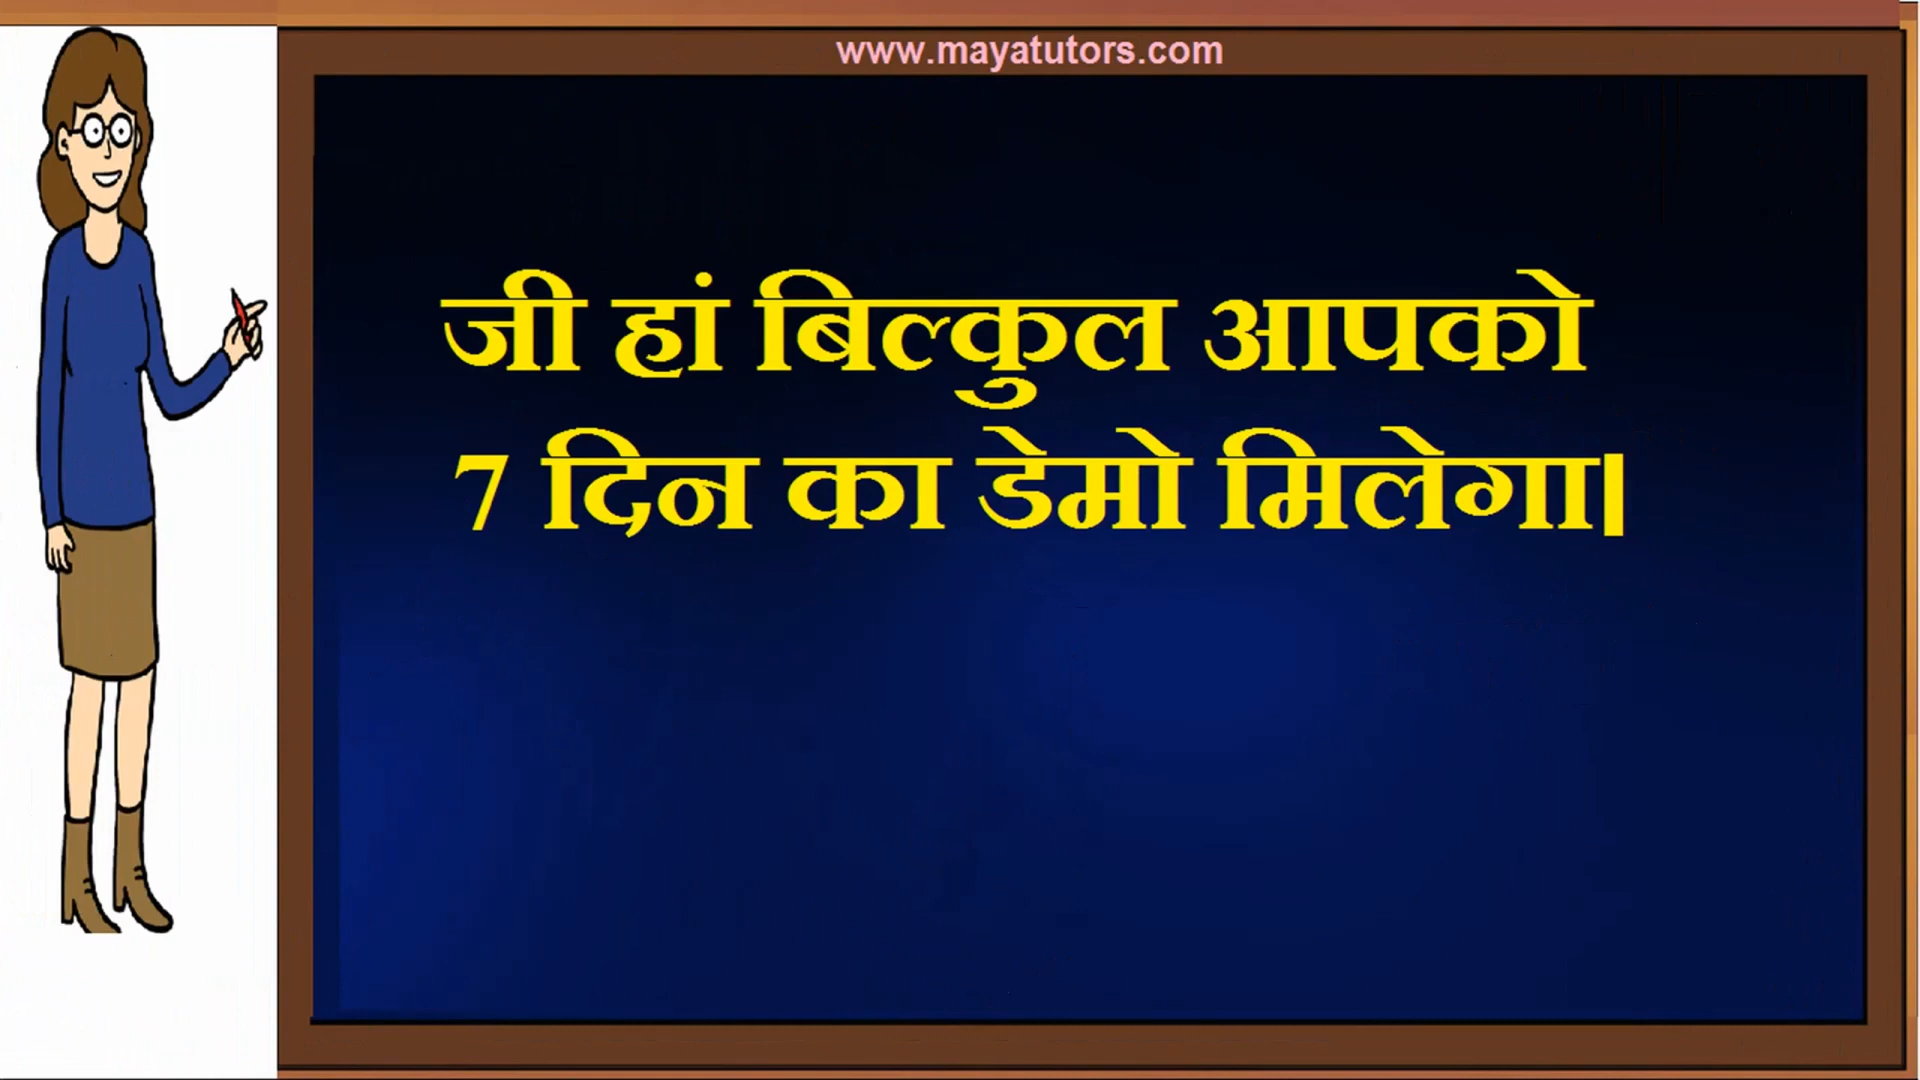 www.mayatutors.com
जी हां बिल्कुल आपको
7 दिन का डेमो मिलेगा।